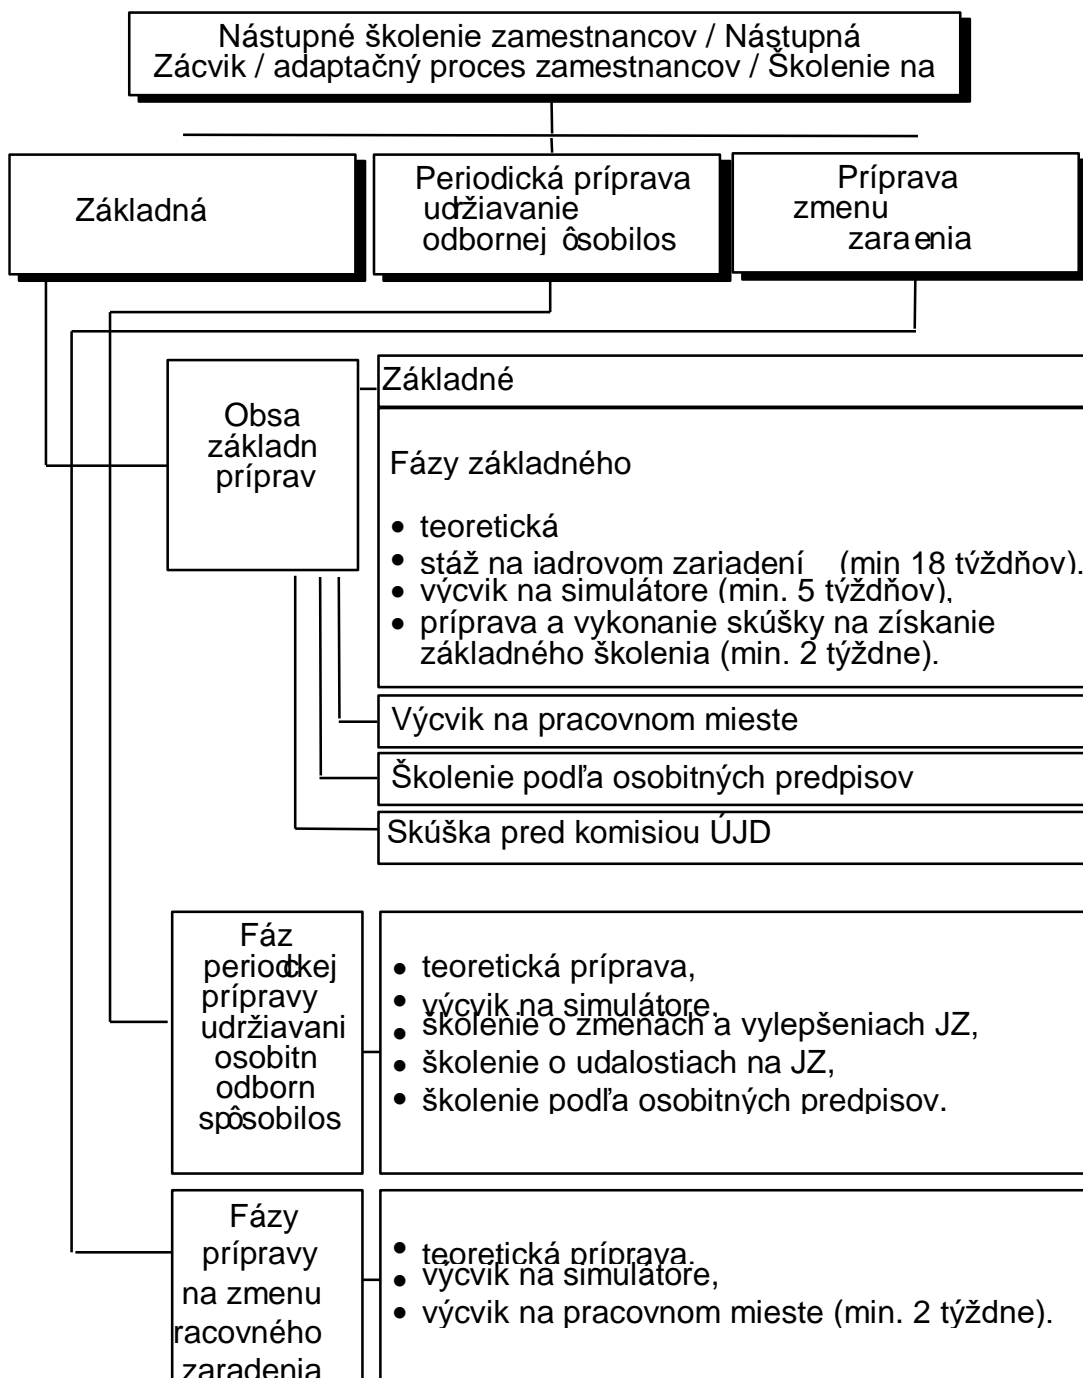 Nástupné školenie zamestnancov / Nástupná
Zácvik / adaptačný proces zamestnancov / Školenie na
Základná
Periodická príprava
udržiavanie
odbornej ôsobilos
Príprava
zmenu
zara enia
Obsa
základn
príprav
Základné
Fázy základného
• teoretická
• stáž na jadrovom zariadení (min 18 týždňov).
• výcvik na simulátore (min. 5 týždňov),
• príprava a vykonanie skúšky na získanie
základného školenia (min. 2 týždne).
Výcvik na pracovnom mieste
Školenie podľa osobitných predpisov
Skúška pred komisiou ÚJD
Fáz
periodckej
prípravy
udržiavani
osobitn
odborn
spôsobilos
• teoretická príprava,
• výcvik na simulátore.
• školenie o zmenách a vylepšeniach JZ,
• školenie o udalostiach na JZ,
• školenie podľa osobitných predpisov.
Fázy
prípravy
na zmenu
racovného
zaradenia
• teoretická príprava.
• výcvik na simulátore,
• výcvik na pracovnom mieste (min. 2 týždne).